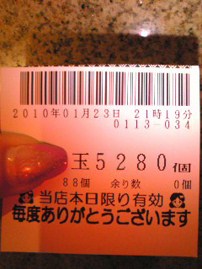 2010年01月23日 21時19分
0113-034
玉5280個
88個 余り数 0個
当店本日限り有効
毎度ありがとうございます